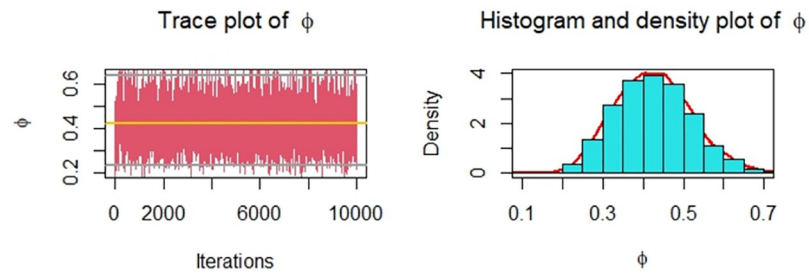 Trace plot of ϕ
Histogram and density plot of ϕ
ϕ
0.2 0.4 0.6
0 2000 6000 10000
Iterations
Density
0 2 4
0.1 0.3 0.5 0.7
ϕ